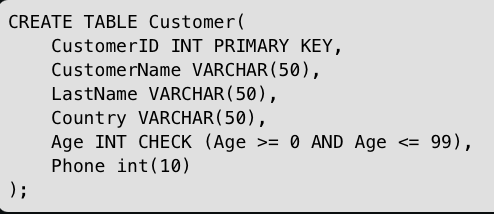 CREATE TABLE Customer(
    CustomerID INT PRIMARY KEY,
    CustomerName VARCHAR(50),
    LastName VARCHAR(50),
    Country VARCHAR(50),
    Age INT CHECK (Age >= 0 AND Age <= 99),
    Phone int(10)
);